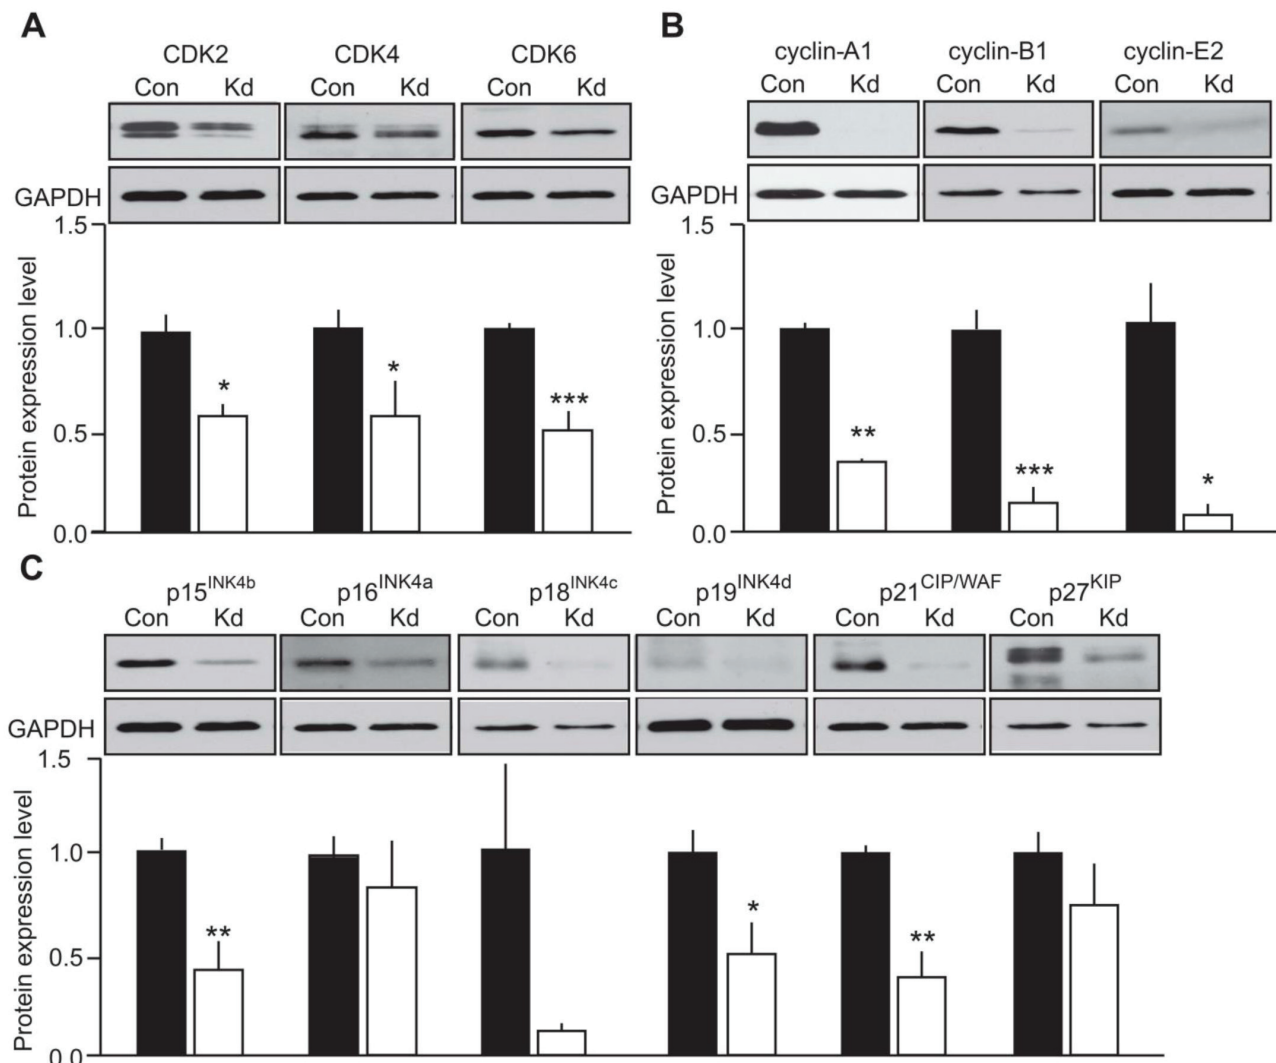 A
CDK2 CDK4 CDK6
Con Kd Con Kd Con Kd
GAPDH
1.5
1.0
0.5
0.0
Protein expression level
* * ***
B
cyclin-A1 cyclin-B1 cyclin-E2
Con Kd Con Kd Con Kd
GAPDH
1.5
1.0
0.5
0.0
Protein expression level
** *** *
C
p15INK4b p16INK4a p18INK4c p19INK4d p21CIP/WAF p27KIP
Con Kd Con Kd Con Kd Con Kd Con Kd Con Kd
GAPDH
1.5
1.0
0.5
0.0
Protein expression level
** * **